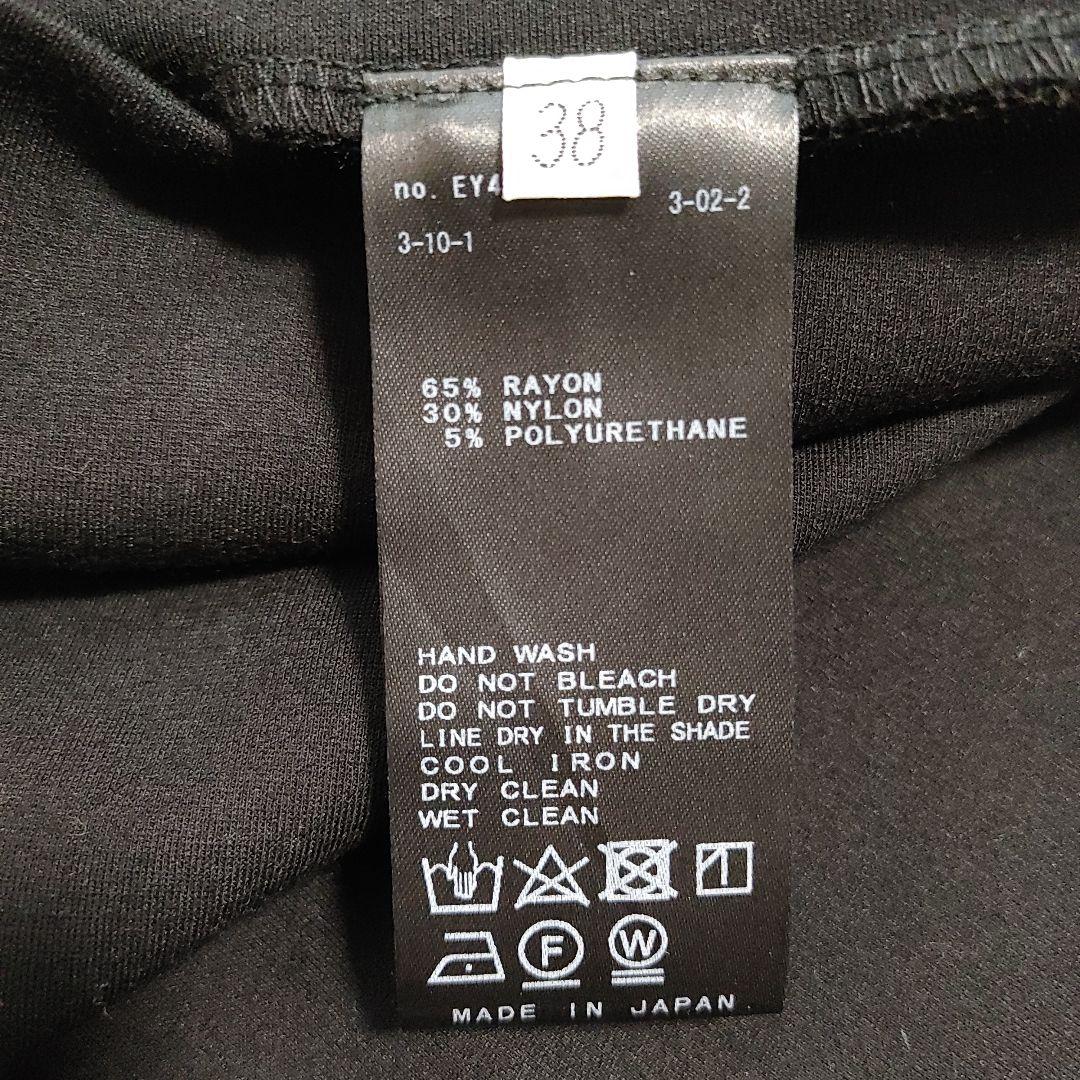 38
no. EY4
3-02-2
3-10-1
65% RAYON
30% NYLON
5% POLYURETHANE
HAND WASH
DO NOT BLEACH
DO NOT TUMBLE DRY
LINE DRY IN THE SHADE
COOL IRON
DRY CLEAN
WET CLEAN
F W
MADE IN JAPAN